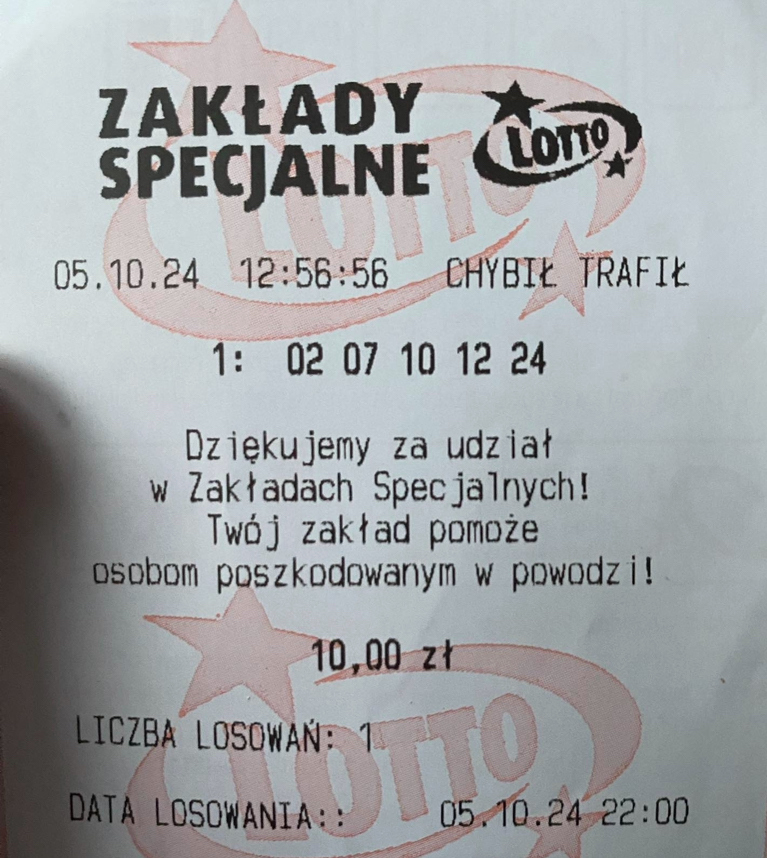 ZAKŁADY
SPECJALNE
LOTTO
05.10.24 12:56:56 CHYBIŁ TRAFIŁ
1: 02 07 10 12 24
Dziękujemy za udział
w Zakładach Specjalnych!
Twój zakład pomoże
osobom poszkodowanym w powodzi!
10,00 zł
LICZBA LOSOWAŃ: 1
DATA LOSOWANIA:: 05.10.24 22:00
LOTTO
LOTTO